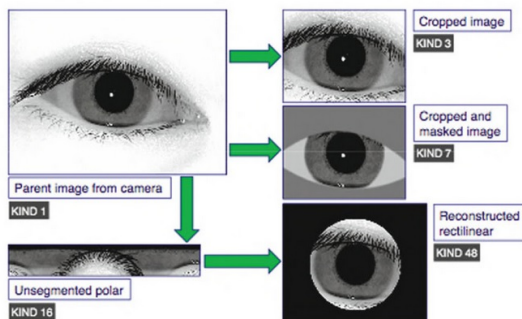 Cropped image
KIND 3
Cropped and
masked image
KIND 7
Parent image from camera
KIND 1
Reconstructed
rectilinear
KIND 48
Unsegmented polar
KIND 16